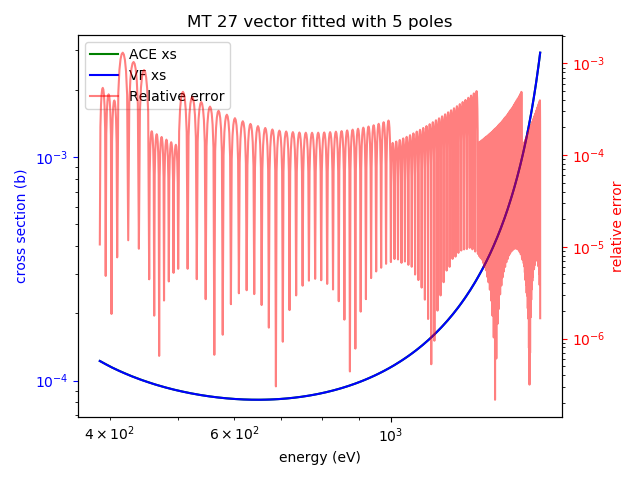 MT 27 vector fitted with 5 poles
ACE xs
VF xs
Relative error
10⁻³
10⁻⁴
cross section (b)
10⁻³
10⁻⁴
10⁻⁵
10⁻⁶
relative error
4 × 10²
6 × 10²
10³
energy (eV)